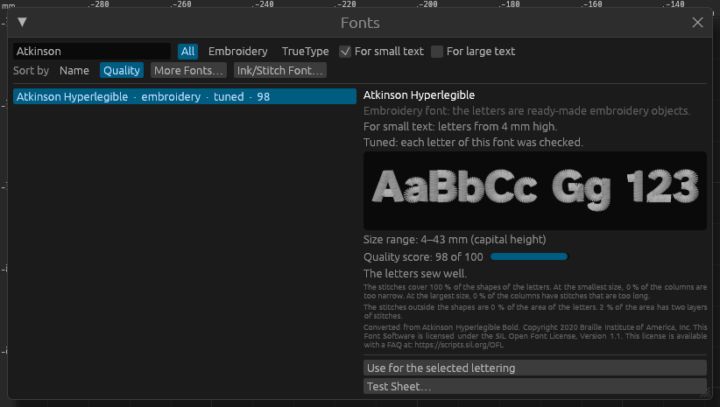 mm -280 -260 -240 -220 -200 -180 -160 -140
Fonts
Atkinson All Embroidery TrueType For small text For large text
Sort by Name Quality More Fonts... Ink/Stitch Font...
Atkinson Hyperlegible · embroidery · tuned · 98
Atkinson Hyperlegible
Embroidery font: the letters are ready-made embroidery objects.
For small text: letters from 4 mm high.
Tuned: each letter of this font was checked.
AaBbCc Gg 123
Size range: 4–43 mm (capital height)
Quality score: 98 of 100
The letters sew well.
The stitches cover 100 % of the shapes of the letters. At the smallest size, 0 % of the columns are
too narrow. At the largest size, 0 % of the columns have stitches that are too long.
The stitches outside the shapes are 0 % of the area of the letters. 2 % of the area has two layers
of stitches.
Converted from Atkinson Hyperlegible Bold. Copyright 2020 Braille Institute of America, Inc. This
Font Software is licensed under the SIL Open Font License, Version 1.1. This license is available
with a FAQ at: https://scripts.sil.org/OFL
Use for the selected lettering
Test Sheet...